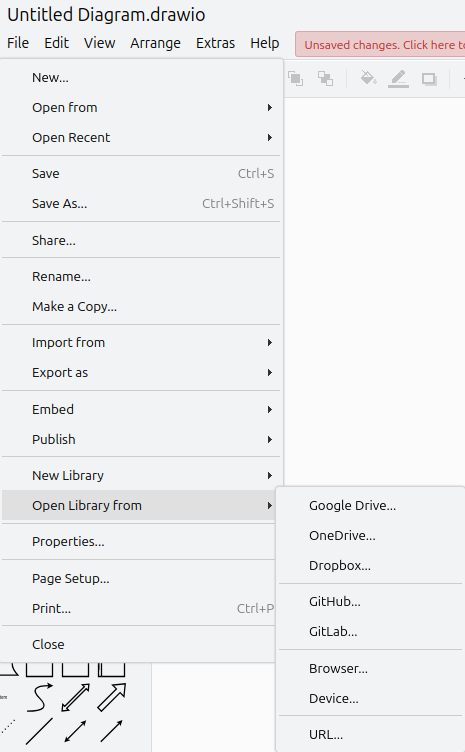 Untitled Diagram.drawio
File Edit View Arrange Extras Help
Unsaved changes. Click here to
New...
Open from
Open Recent
Save Ctrl+S
Save As... Ctrl+Shift+S
Share...
Rename...
Make a Copy...
Import from
Export as
Embed
Publish
New Library
Open Library from
Google Drive...
OneDrive...
Dropbox...
GitHub...
GitLab...
Browser...
Device...
URL...
Properties...
Page Setup...
Print... Ctrl+P
Close